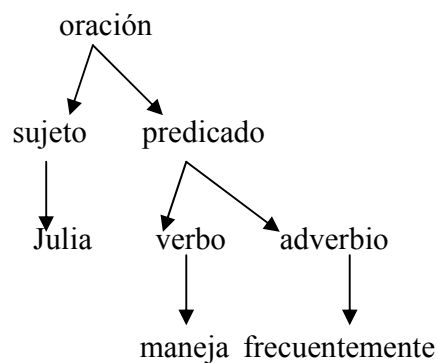 oración
sujeto predicado
Julia verbo adverbio
maneja frecuentemente